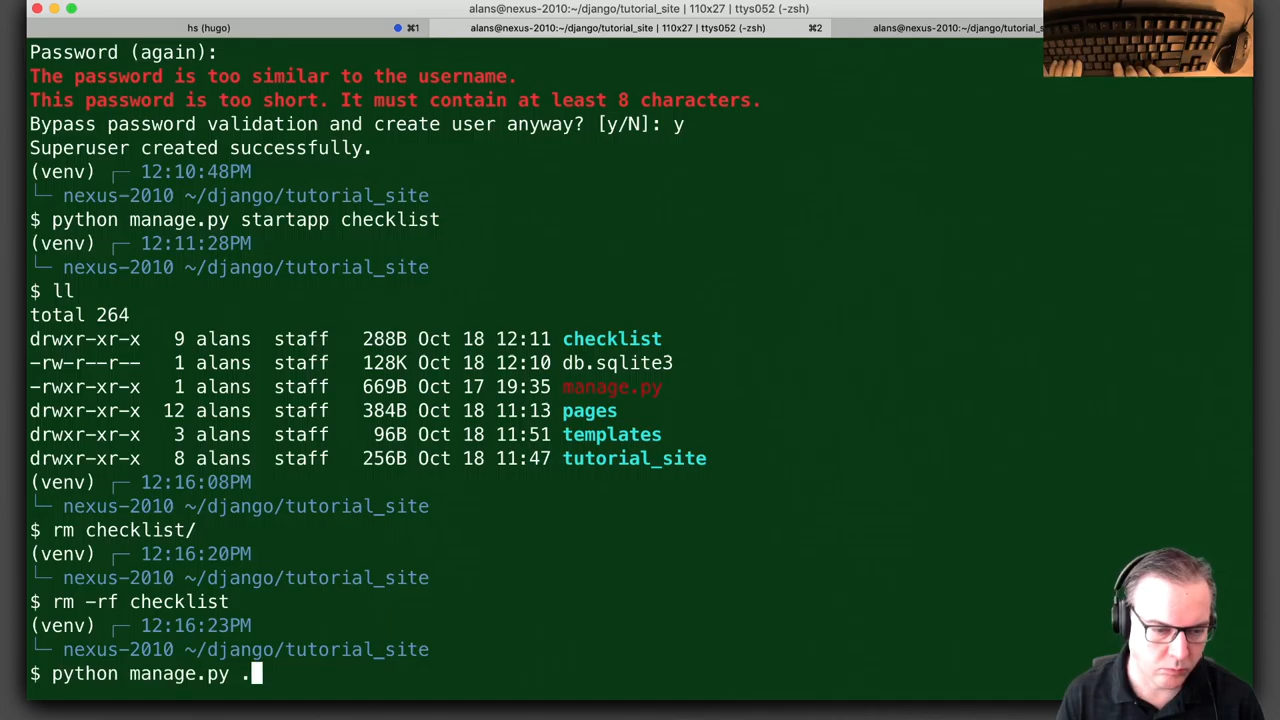 alans@nexus-2010:~/django/tutorial_site | 110x27 | ttys052 (-zsh)
hs (hugo) ⌘1 alans@nexus-2010:~/django/tutorial_site | 110x27 | ttys052 (-zsh) ⌘2 alans@nexus-2010:~/django/tutorial_s
Password (again):
The password is too similar to the username.
This password is too short. It must contain at least 8 characters.
Bypass password validation and create user anyway? [y/N]: y
Superuser created successfully.
(venv) ┌─ 12:10:48PM
└─ nexus-2010 ~/django/tutorial_site
$ python manage.py startapp checklist
(venv) ┌─ 12:11:28PM
└─ nexus-2010 ~/django/tutorial_site
$ ll
total 264
drwxr-xr-x 9 alans staff 288B Oct 18 12:11 checklist
-rw-r--r-- 1 alans staff 128K Oct 18 12:10 db.sqlite3
-rwxr-xr-x 1 alans staff 669B Oct 17 19:35 manage.py
drwxr-xr-x 12 alans staff 384B Oct 18 11:13 pages
drwxr-xr-x 3 alans staff 96B Oct 18 11:51 templates
drwxr-xr-x 8 alans staff 256B Oct 18 11:47 tutorial_site
(venv) ┌─ 12:16:08PM
└─ nexus-2010 ~/django/tutorial_site
$ rm checklist/
(venv) ┌─ 12:16:20PM
└─ nexus-2010 ~/django/tutorial_site
$ rm -rf checklist
(venv) ┌─ 12:16:23PM
└─ nexus-2010 ~/django/tutorial_site
$ python manage.py .